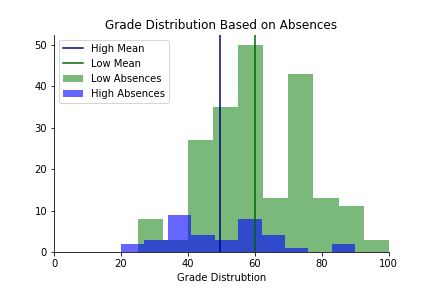 Grade Distribution Based on Absences
High Mean
Low Mean
Low Absences
High Absences
50
40
30
20
10
0
0 20 40 60 80 100
Grade Distrubtion